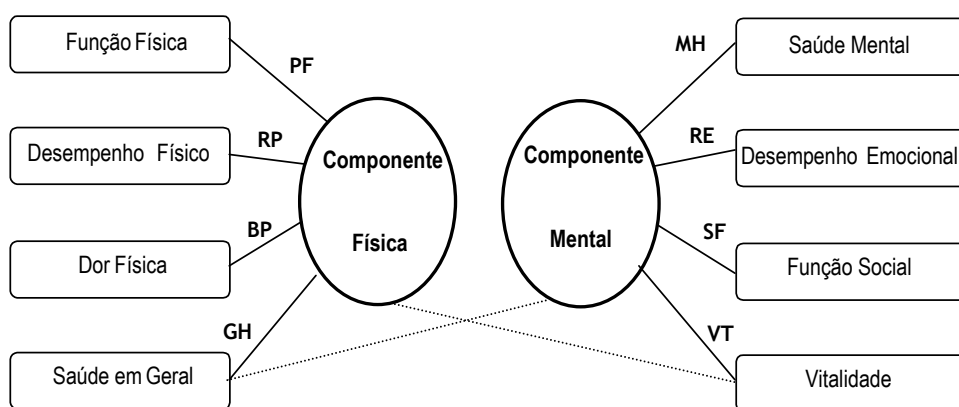 Função Física
PF
MH
Saúde Mental
Desempenho Físico
RP
Componente
Física
Componente
Mental
RE
Desempenho Emocional
Dor Física
BP
SF
Função Social
Saúde em Geral
GH
VT
Vitalidade